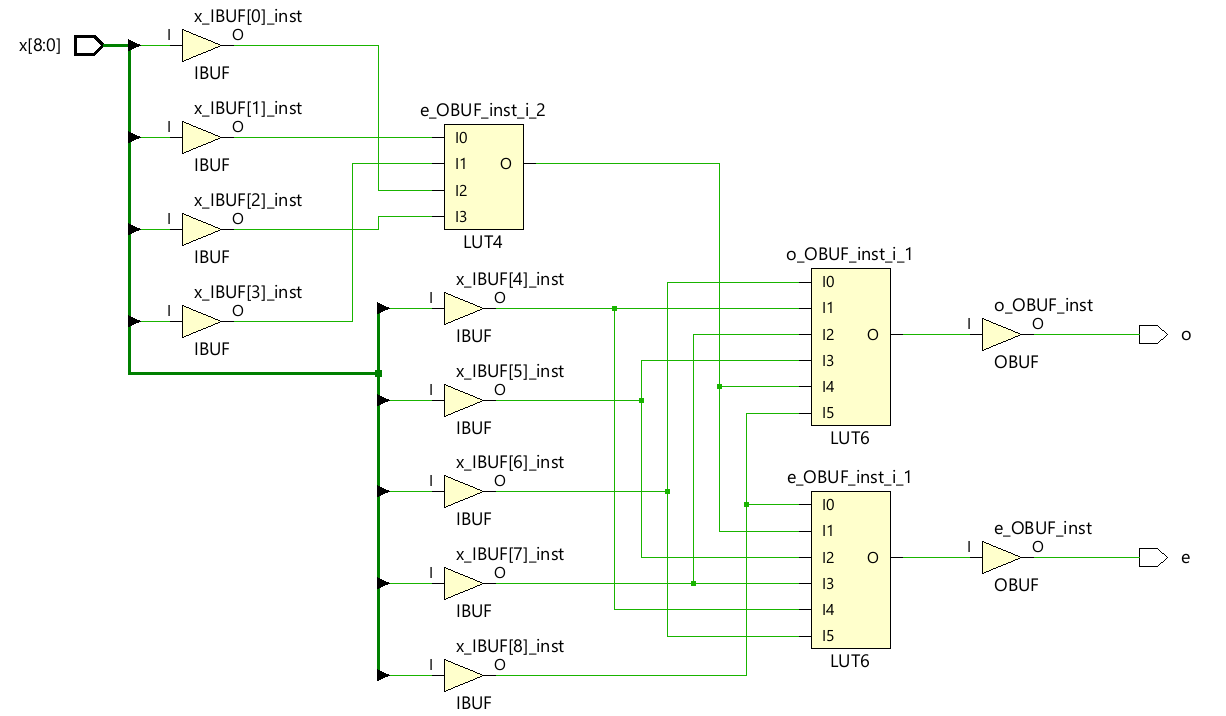 x[8:0]
x_IBUF[0]_inst
I
O
IBUF
x_IBUF[1]_inst
I
O
IBUF
x_IBUF[2]_inst
I
O
IBUF
x_IBUF[3]_inst
I
O
IBUF
e_OBUF_inst_i_2
I0
I1
O
I2
I3
LUT4
x_IBUF[4]_inst
I
O
IBUF
x_IBUF[5]_inst
I
O
IBUF
x_IBUF[6]_inst
I
O
IBUF
x_IBUF[7]_inst
I
O
IBUF
x_IBUF[8]_inst
I
O
IBUF
o_OBUF_inst_i_1
I0
I1
I2
O
I3
I4
I5
LUT6
o_OBUF_inst
I
O
OBUF
o
e_OBUF_inst_i_1
I0
I1
I2
O
I3
I4
I5
LUT6
e_OBUF_inst
I
O
OBUF
e